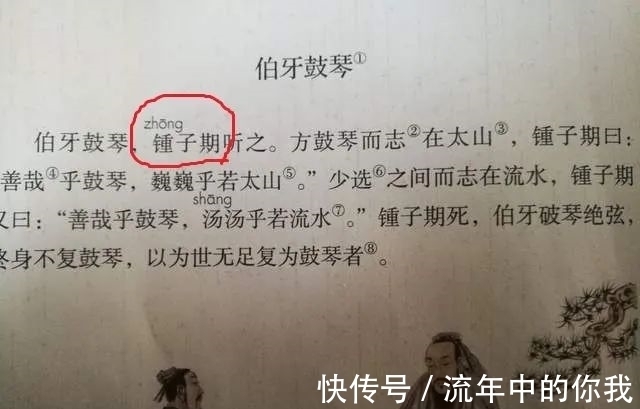 伯牙鼓琴①
zhōng
伯牙鼓琴，锺子期听之。方鼓琴而志②在太山③，锺子期曰：
善哉④乎鼓琴，巍巍乎若太山⑤。”少选⑥之间而志在流水，锺子期
shāng
又曰：“善哉乎鼓琴，汤汤乎若流水⑦。”锺子期死，伯牙破琴绝弦，
终身不复鼓琴，以为世无足复为鼓琴者⑧。
快传号 / 流年中的你我